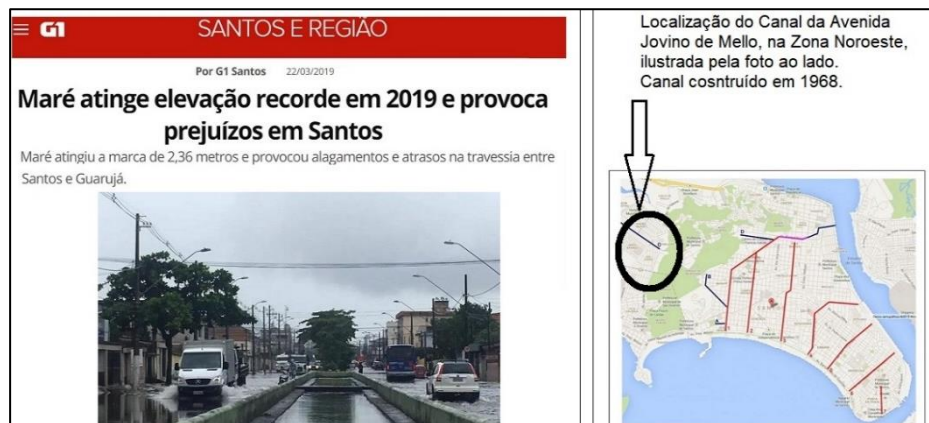 G1
SANTOS E REGIÃO
Por G1 Santos 22/03/2019
Maré atinge elevação recorde em 2019 e provoca
prejuízos em Santos
Maré atingiu a marca de 2,36 metros e provocou alagamentos e atrasos na travessia entre
Santos e Guarujá.
Localização do Canal da Avenida
Jovino de Mello, na Zona Noroeste,
ilustrada pela foto ao lado.
Canal cosntruído em 1968.